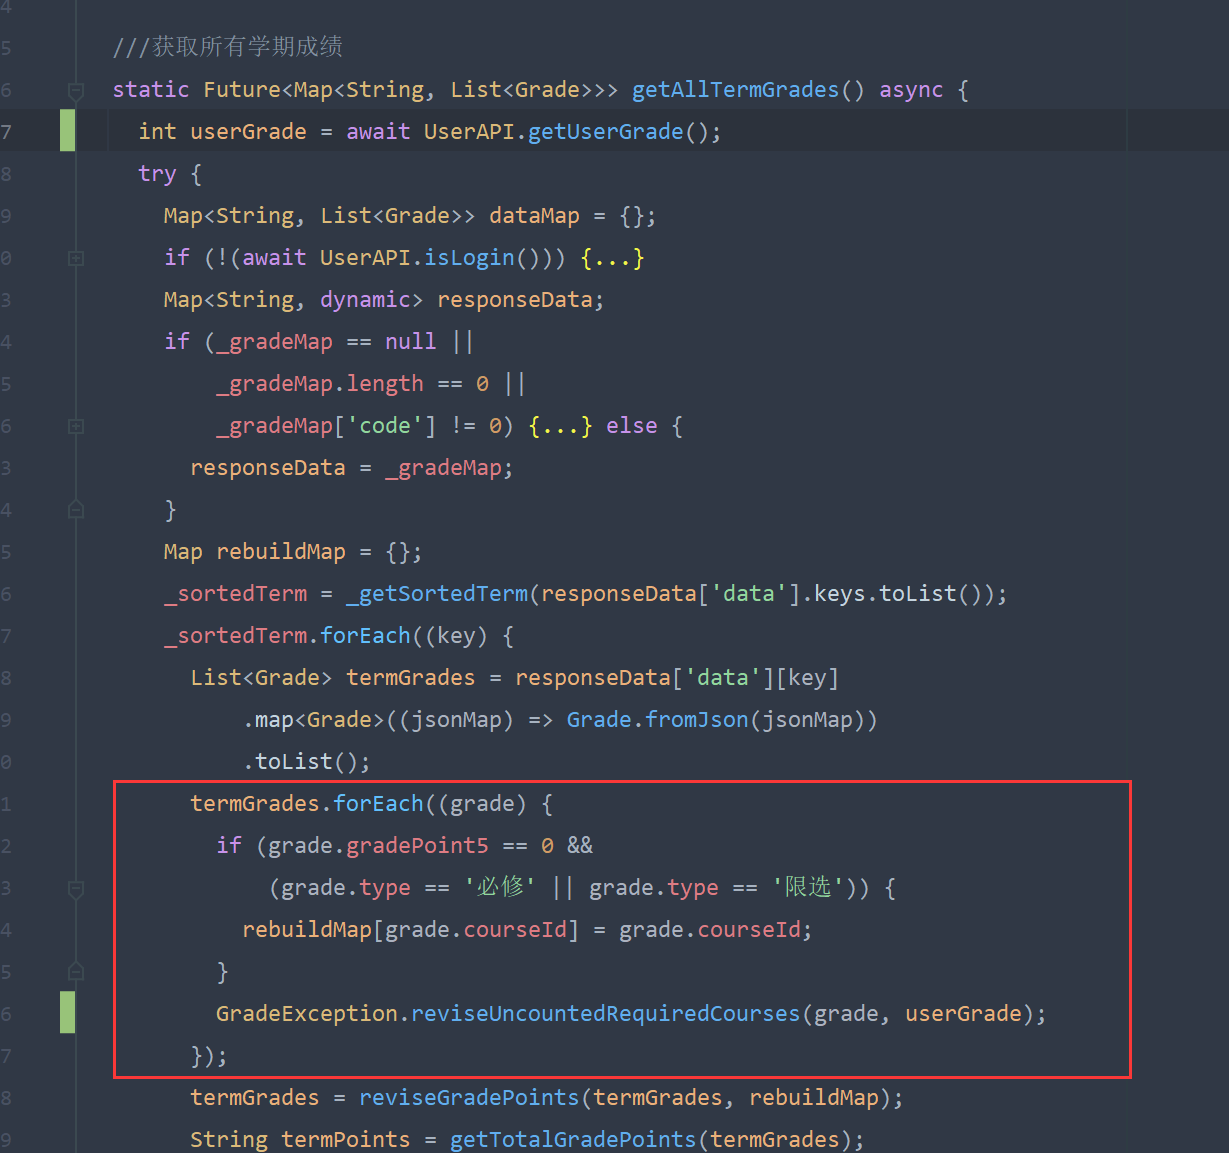 4
5 ///获取所有学期成绩
6 static Future<Map<String, List<Grade>>> getAllTermGrades() async {
7 int userGrade = await UserAPI.getUserGrade();
8 try {
9 Map<String, List<Grade>> dataMap = {};
0 if (!(await UserAPI.isLogin())) {...}
3 Map<String, dynamic> responseData;
4 if (_gradeMap == null ||
5 _gradeMap.length == 0 ||
6 _gradeMap['code'] != 0) {...} else {
3 responseData = _gradeMap;
4 }
5 Map rebuildMap = {};
6 _sortedTerm = _getSortedTerm(responseData['data'].keys.toList());
7 _sortedTerm.forEach((key) {
8 List<Grade> termGrades = responseData['data'][key]
9 .map<Grade>((jsonMap) => Grade.fromJson(jsonMap))
0 .toList();
1 termGrades.forEach((grade) {
2 if (grade.gradePoint5 == 0 &&
3 (grade.type == '必修' || grade.type == '限选')) {
4 rebuildMap[grade.courseId] = grade.courseId;
5 }
6 GradeException.reviseUncountedRequiredCourses(grade, userGrade);
7 });
8 termGrades = reviseGradePoints(termGrades, rebuildMap);
9 String termPoints = getTotalGradePoints(termGrades);